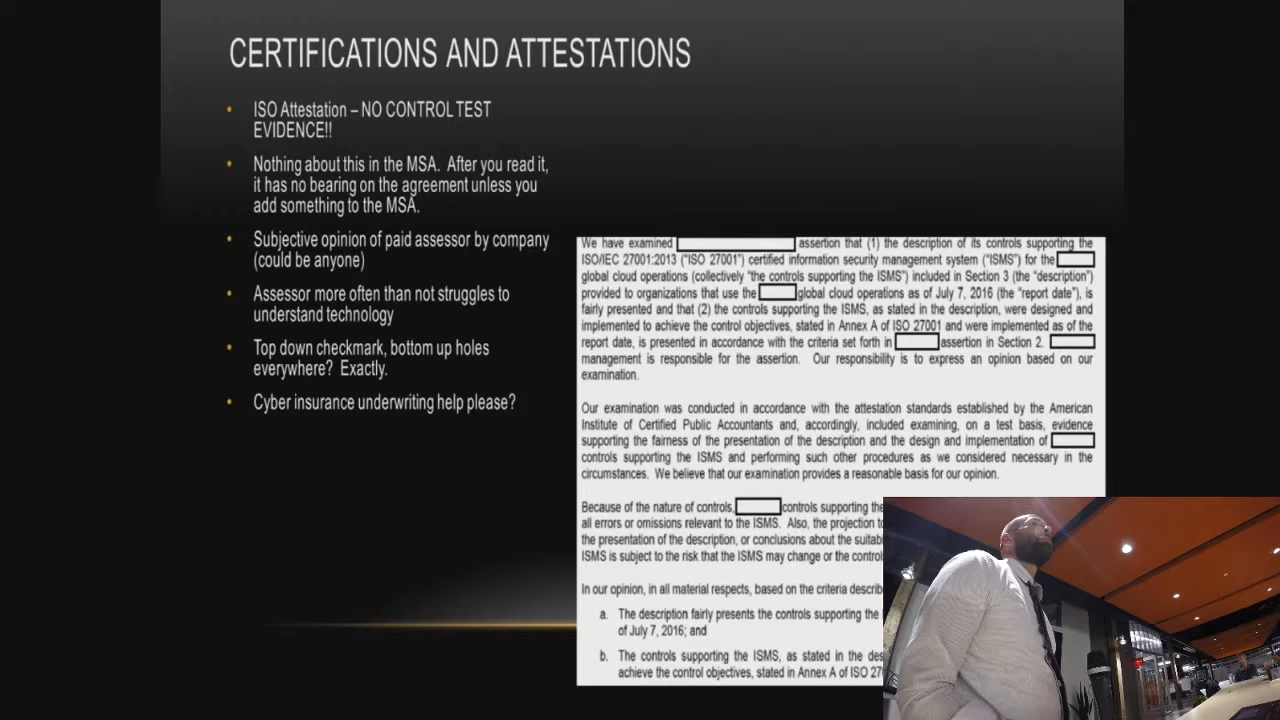 CERTIFICATIONS AND ATTESTATIONS
• ISO Attestation – NO CONTROL TEST
EVIDENCE!!
• Nothing about this in the MSA. After you read it,
it has no bearing on the agreement unless you
add something to the MSA.
• Subjective opinion of paid assessor by company
(could be anyone)
• Assessor more often than not struggles to
understand technology
• Top down checkmark, bottom up holes
everywhere? Exactly.
• Cyber insurance underwriting help please?
We have examined assertion that (1) the description of its controls supporting the
ISO/IEC 27001:2013 (“ISO 27001”) certified information security management system (“ISMS”) for the
global cloud operations (collectively “the controls supporting the ISMS”) included in Section 3 (the “description”)
provided to organizations that use the global cloud operations as of July 7, 2016 (the “report date”), is
fairly presented and that (2) the controls supporting the ISMS, as stated in the description, were designed and
implemented to achieve the control objectives, stated in Annex A of ISO 27001 and were implemented as of the
report date, is presented in accordance with the criteria set forth in assertion in Section 2.
management is responsible for the assertion. Our responsibility is to express an opinion based on our
examination.
Our examination was conducted in accordance with the attestation standards established by the American
Institute of Certified Public Accountants and, accordingly, included examining, on a test basis, evidence
supporting the fairness of the presentation of the description and the design and implementation of
controls supporting the ISMS and performing such other procedures as we considered necessary in the
circumstances. We believe that our examination provides a reasonable basis for our opinion.
Because of the nature of controls, controls supporting the
all errors or omissions relevant to the ISMS. Also, the projection
the presentation of the description, or conclusions about the
ISMS is subject to the risk that the ISMS may change or the
In our opinion, in all material respects, based on the criteria
a. The description fairly presents the controls supporting the
of July 7, 2016; and
b. The controls supporting the ISMS, as stated in the
achieve the control objectives, stated in Annex A of ISO